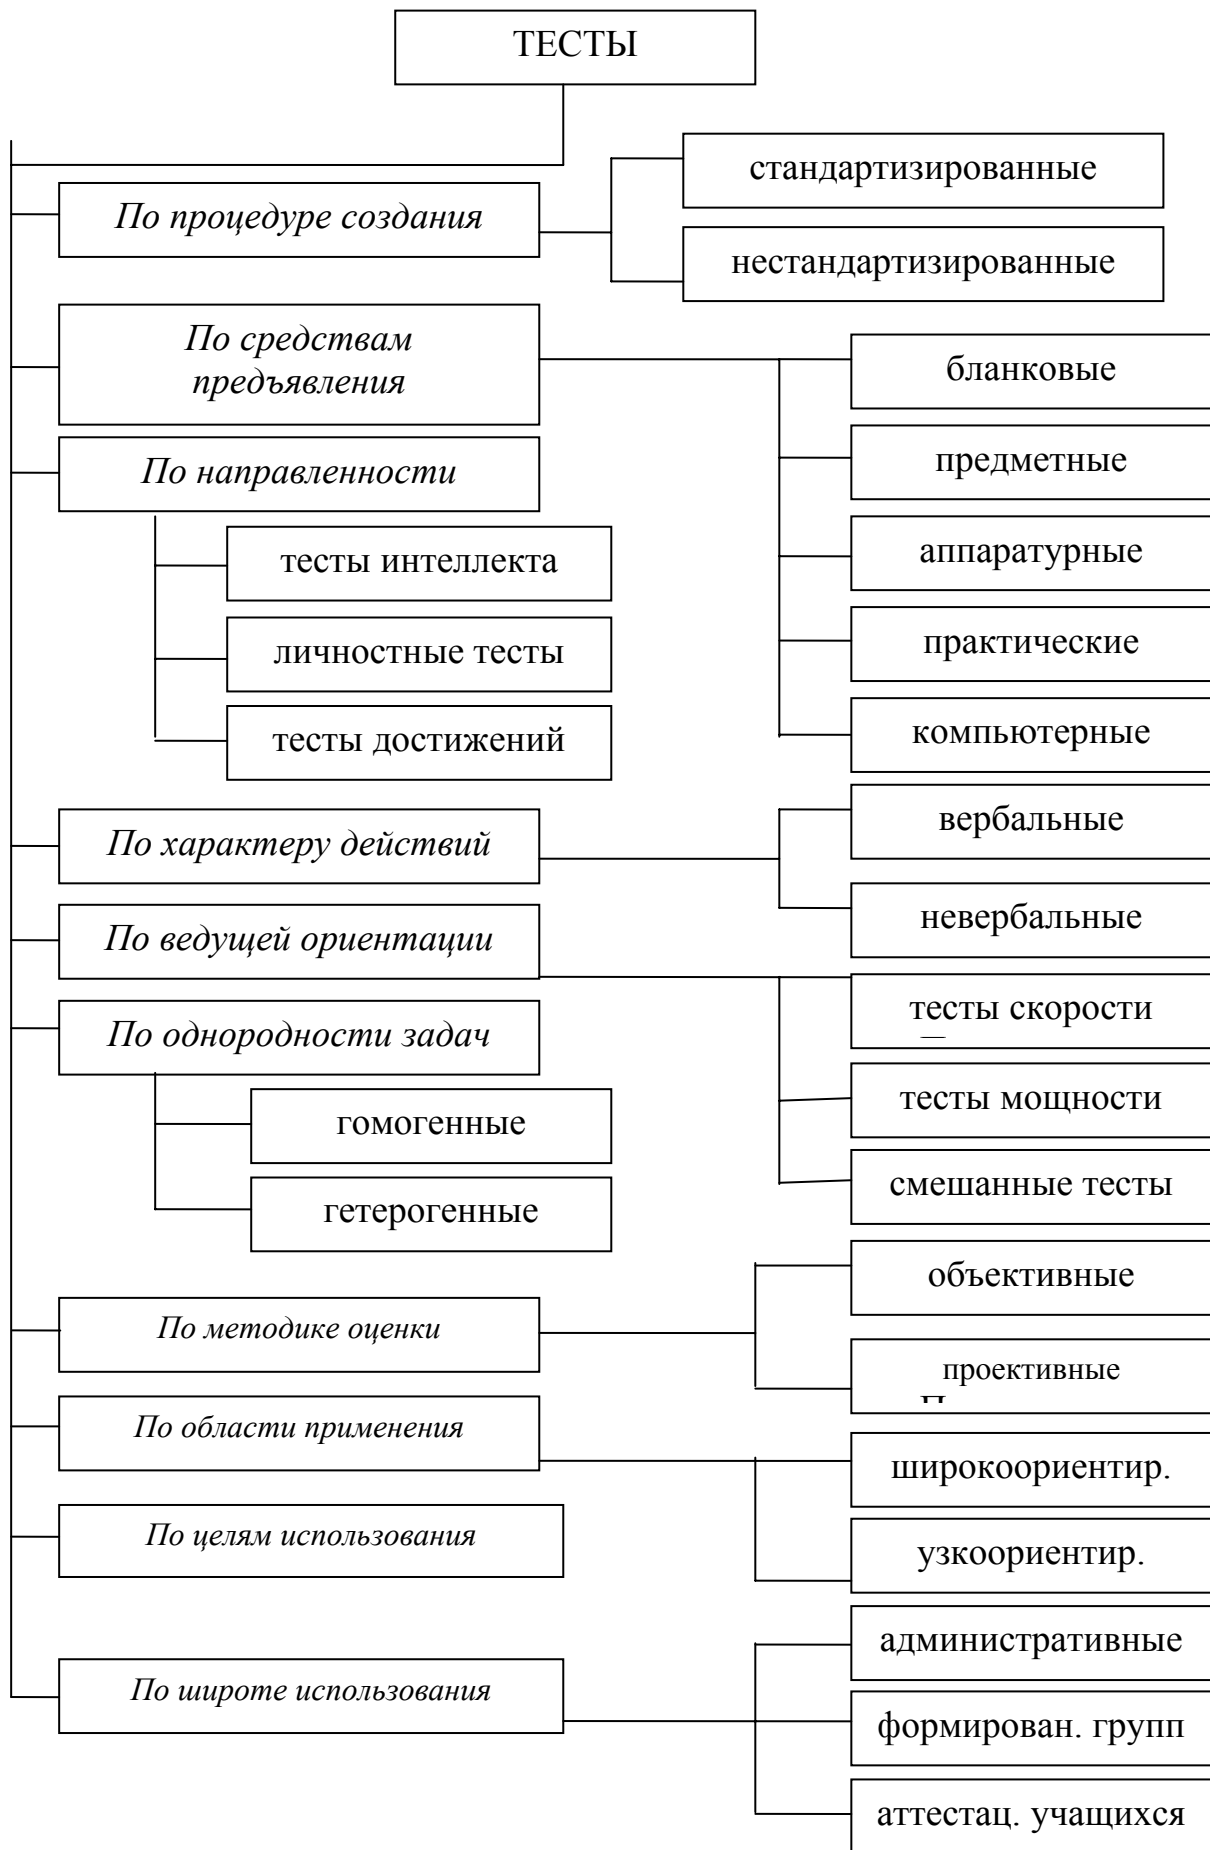 ТЕСТЫ
По процедуре создания
стандартизированные
нестандартизированные
По средствам
предъявления
бланковые
предметные
аппаратурные
практические
компьютерные
По направленности
тесты интеллекта
личностные тесты
тесты достижений
По характеру действий
вербальные
невербальные
По ведущей ориентации
тесты скорости
тесты мощности
смешанные тесты
По однородности задач
гомогенные
гетерогенные
По методике оценки
объективные
проективные
По области применения
широкоориентир.
узкоориентир.
По целям использования
По широте использования
административные
формирован. групп
аттестац. учащихся